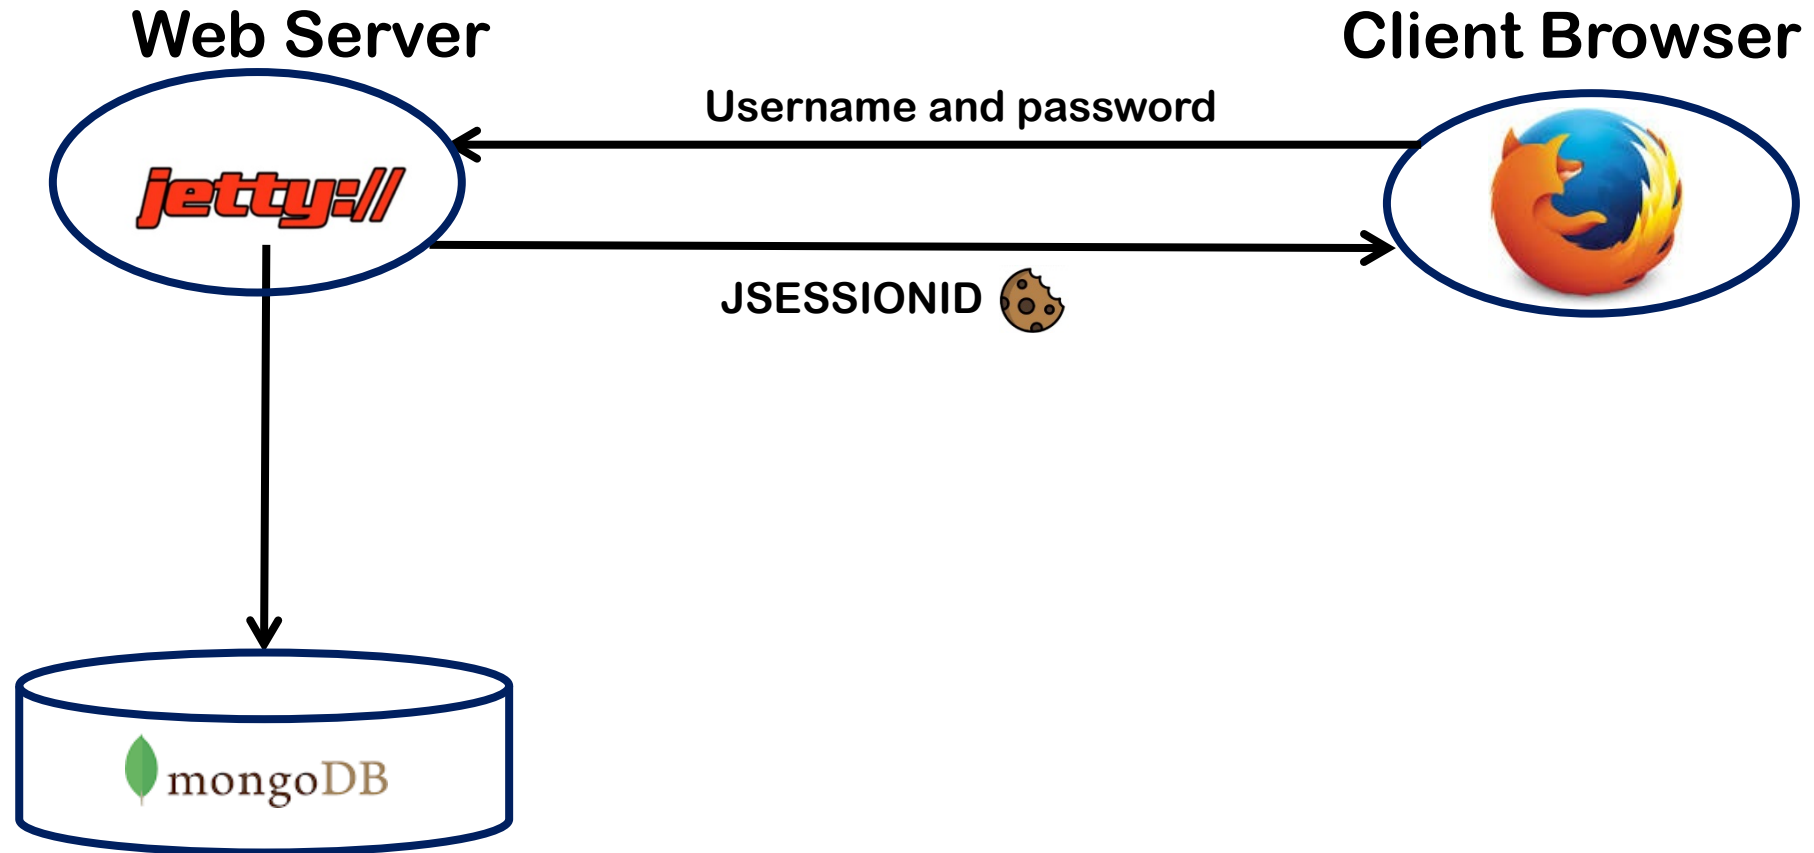 Web Server
Client Browser
Username and password
jetty://
JSESSIONID
mongoDB